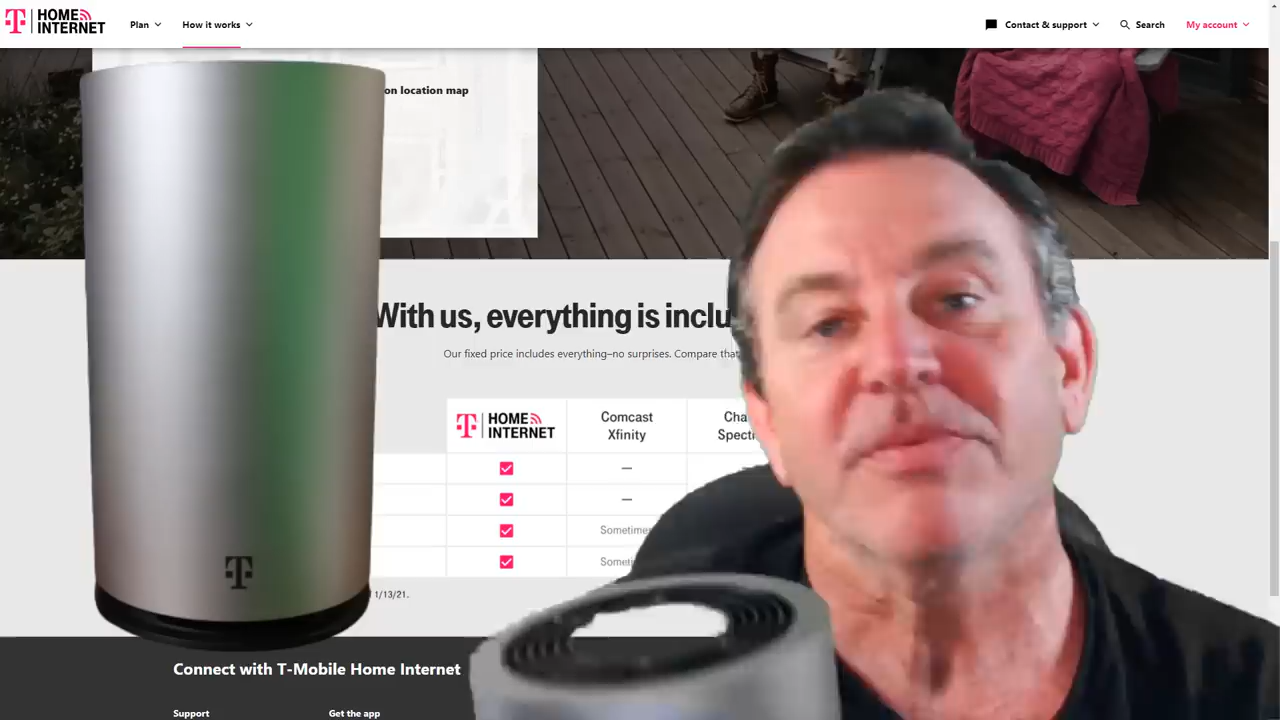 T HOME INTERNET
Plan
How it works
Contact & support
Search
My account
on location map
With us, everything is inclu
Our fixed price includes everything–no surprises. Compare that
T HOME INTERNET
Comcast Xfinity
Cha
Spectr
—
—
Sometimes
Someti
1/13/21.
T
Connect with T-Mobile Home Internet
Support
Get the app